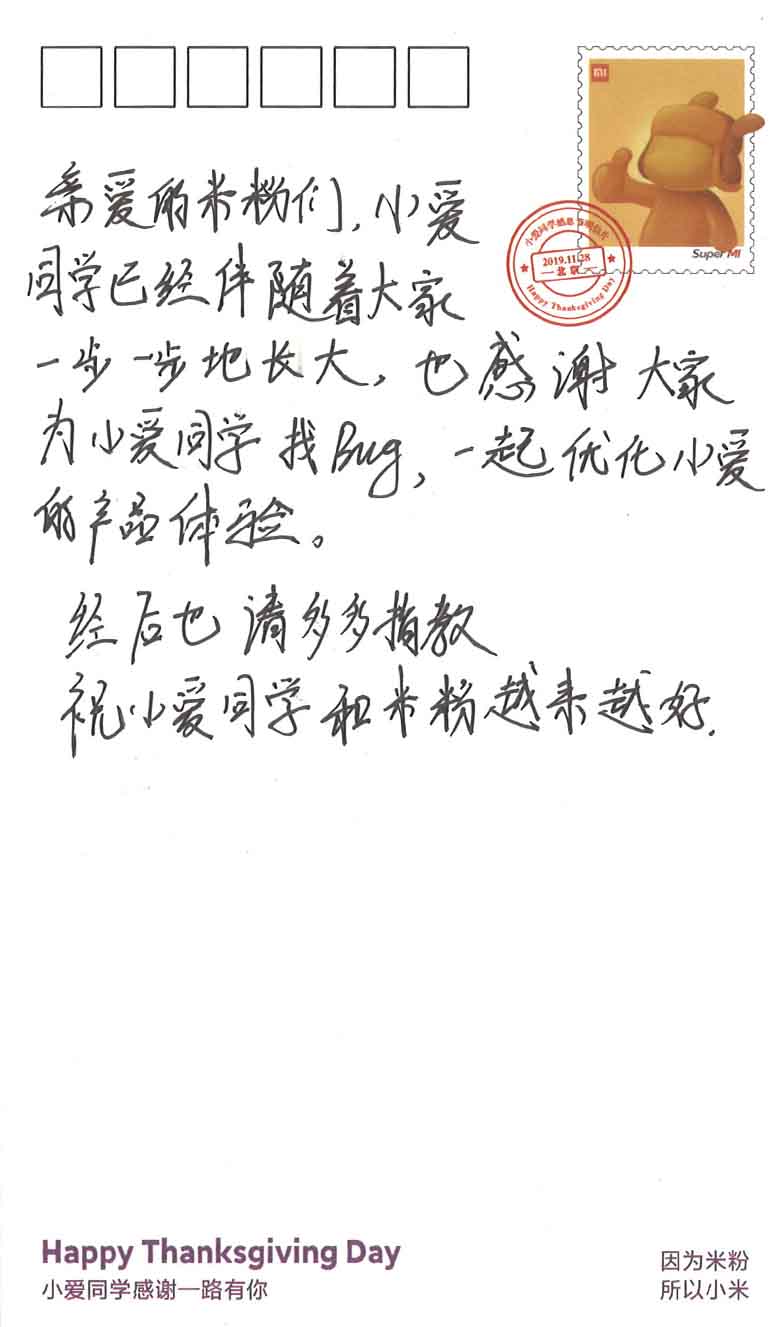 MI
Super MI
小爱同学感恩节明信片
2019.11.28
北京
Happy Thanksgiving Day
亲爱的米粉们,小爱
同学已经伴随着大家
一步一步地长大,也感谢大家
为小爱同学找Bug,一起优化小爱
的产品体验。
经后也请多多指教
祝小爱同学和米粉越来越好.
Happy Thanksgiving Day
小爱同学感谢一路有你
因为米粉
所以小米